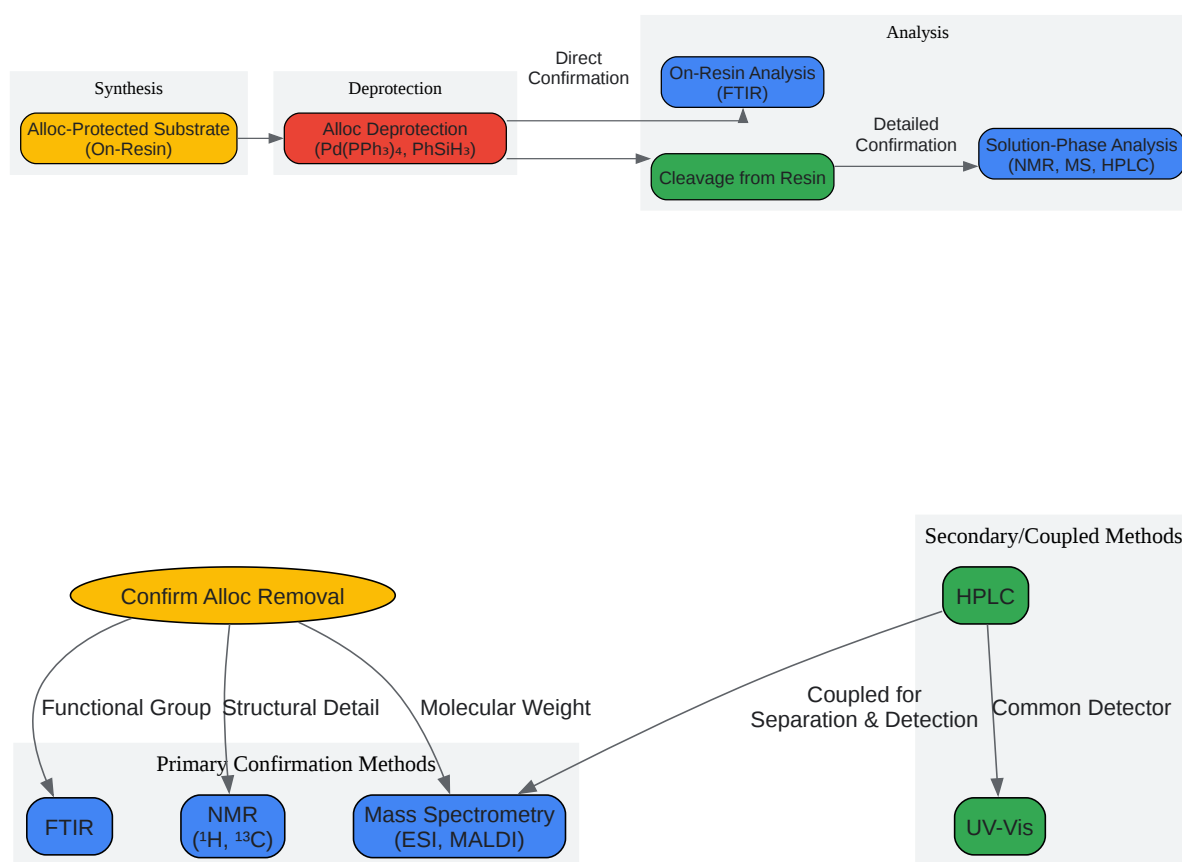 Analysis
Synthesis
Deprotection
Direct
Confirmation
On-Resin Analysis
(FTIR)
Alloc-Protected Substrate
(On-Resin)
Alloc Deprotection
(Pd(PPh₃)₄, PhSiH₃)
Cleavage from Resin
Detailed
Confirmation
Solution-Phase Analysis
(NMR, MS, HPLC)
Secondary/Coupled Methods
Confirm Alloc Removal
HPLC
Functional Group
Structural Detail
Molecular Weight
Coupled for
Separation & Detection
Common Detector
Primary Confirmation Methods
FTIR
NMR
(¹H, ¹³C)
Mass Spectrometry
(ESI, MALDI)
UV-Vis